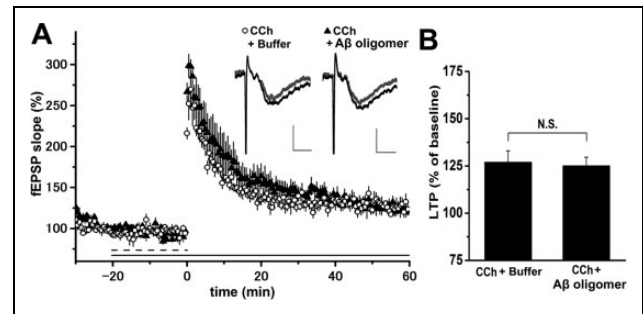 A
CCh
+ Buffer
CCh
+ Aβ oligomer
fEPSP slope (%)
300
250
200
150
100
−20
0
20
40
60
time (min)
B
LTP (% of baseline)
175
150
125
100
75
N.S.
CCh + Buffer
CCh +
Aβ oligomer